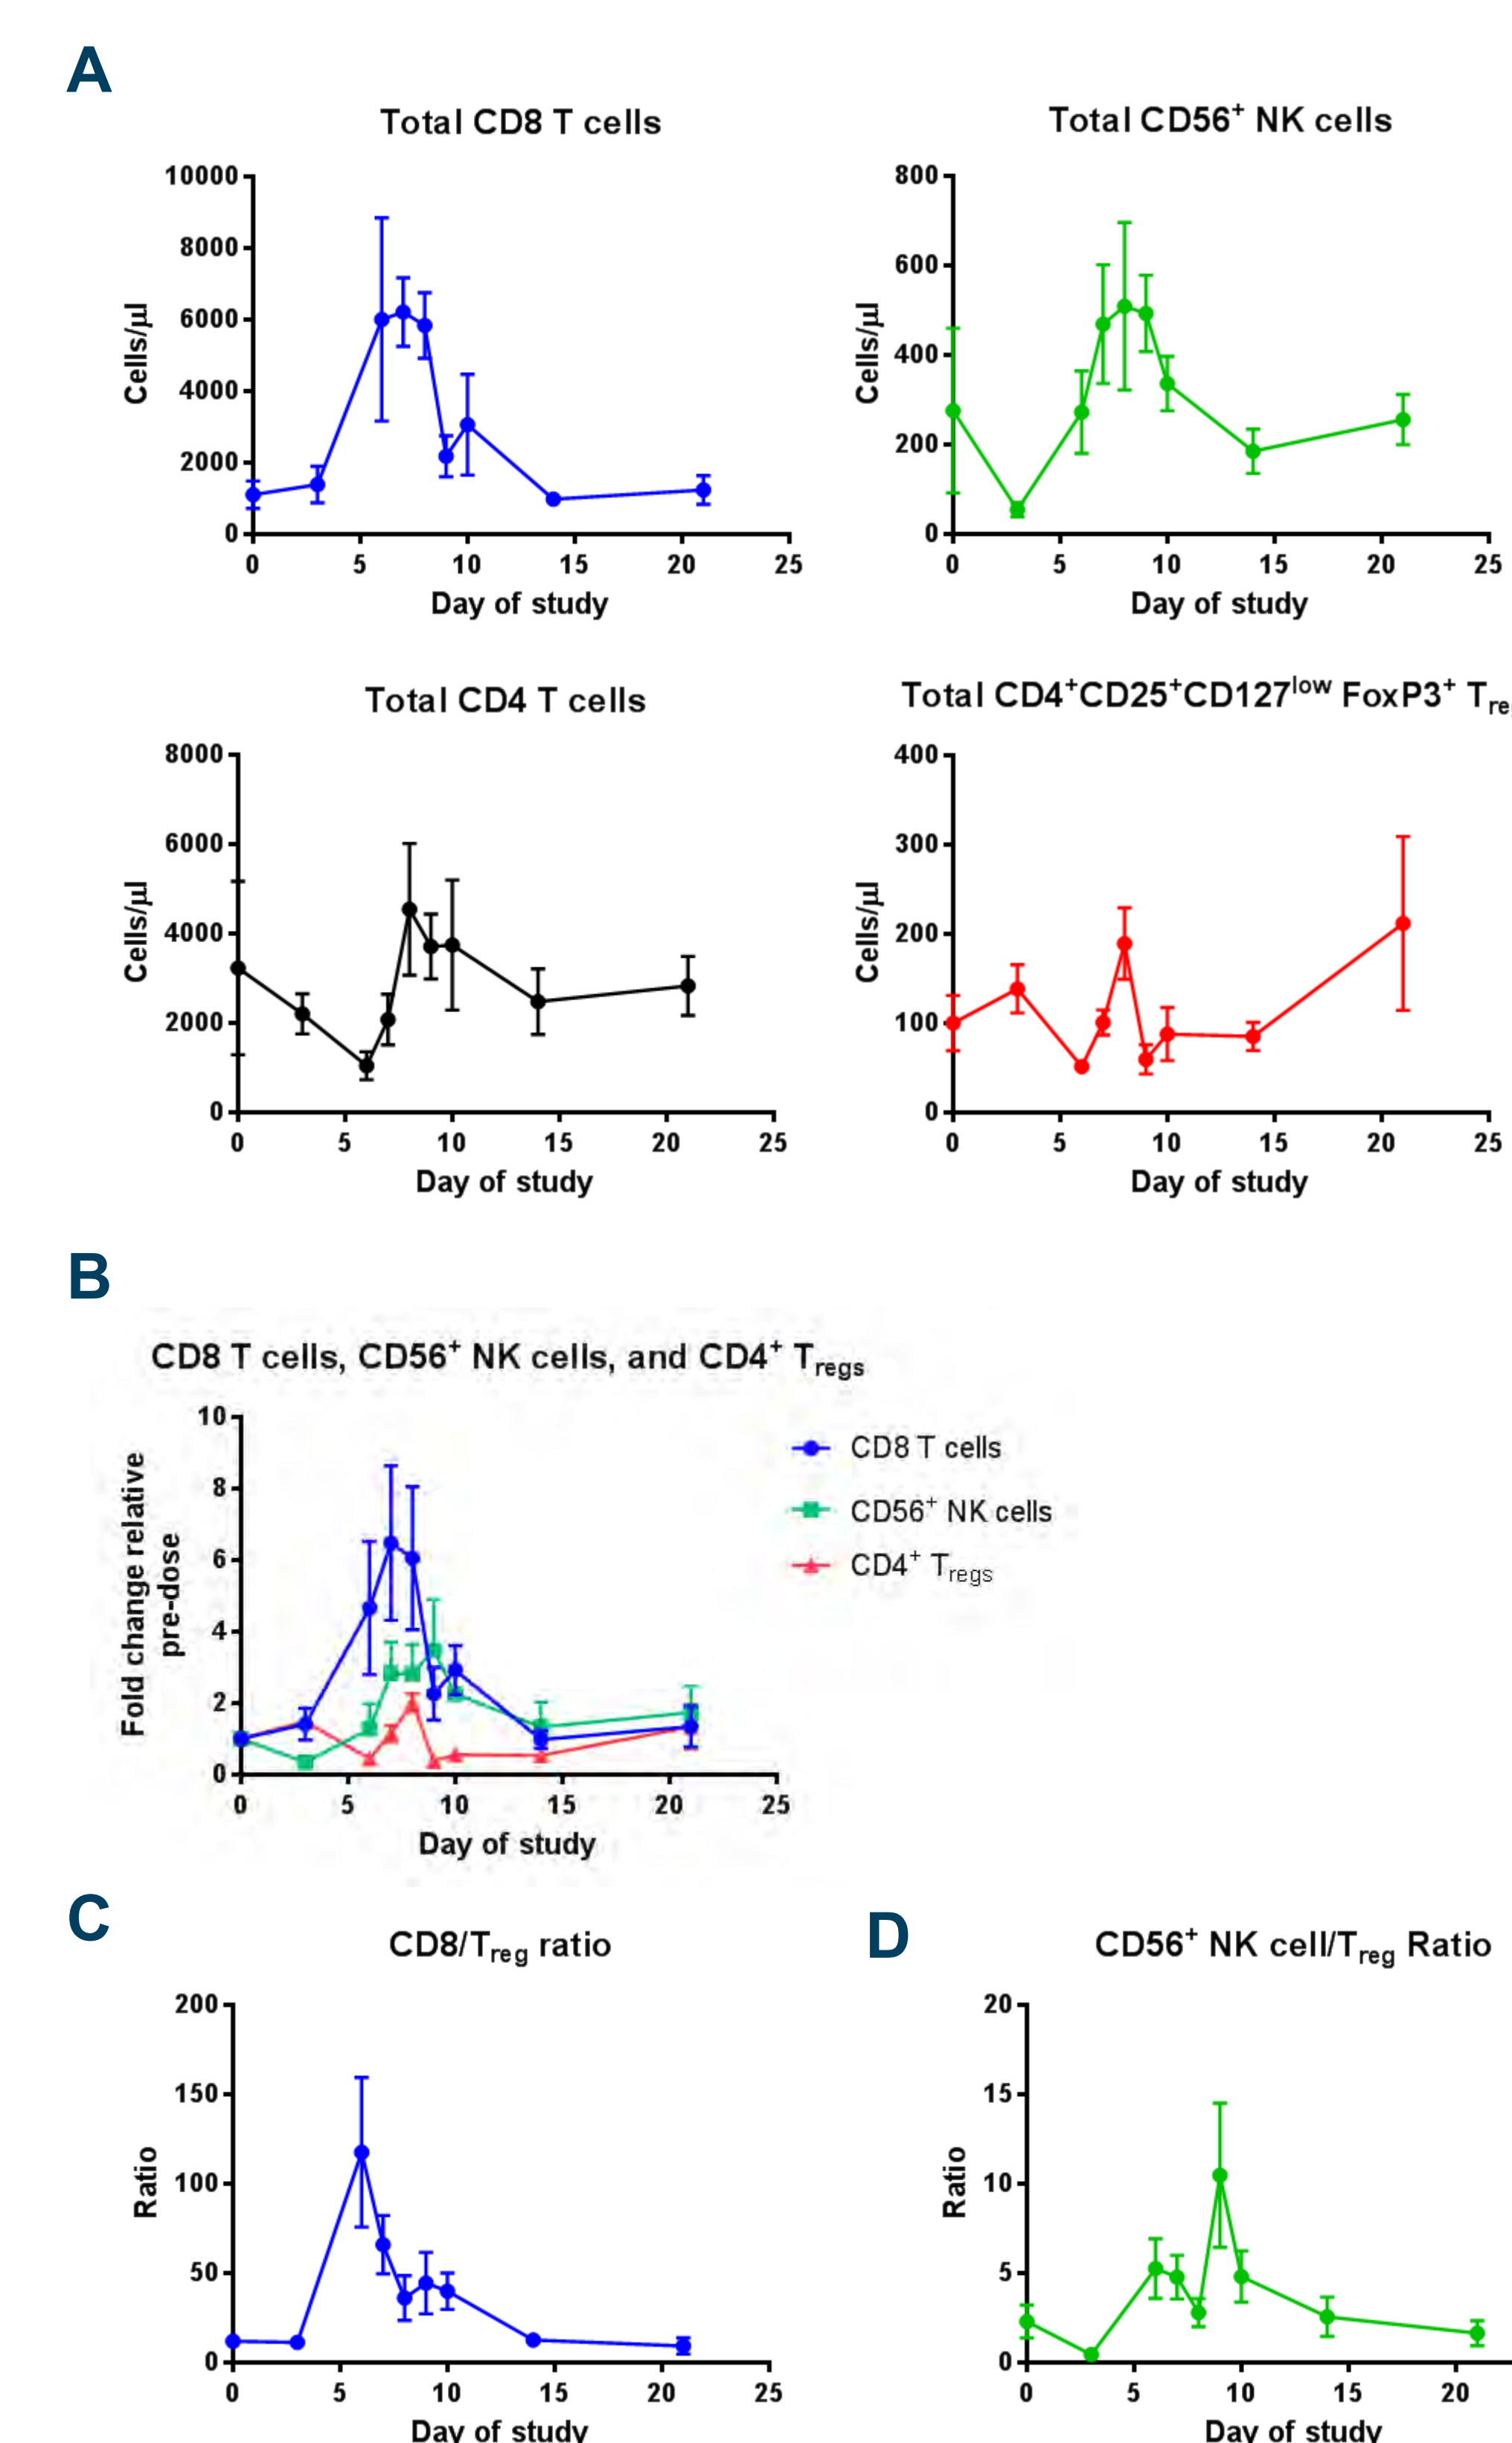 A
Total CD8 T cells
10000
8000
6000
4000
2000
0
Cells/µl
0 5 10 15 20 25
Day of study
Total CD56+ NK cells
800
600
400
200
0
Cells/µl
0 5 10 15 20 25
Day of study
Total CD4 T cells
8000
6000
4000
2000
0
Cells/µl
0 5 10 15 20 25
Day of study
Total CD4+CD25+CD127low FoxP3+ Tre
400
300
200
100
0
Cells/µl
0 5 10 15 20 25
Day of study
B
CD8 T cells, CD56+ NK cells, and CD4+ Tregs
10
8
6
4
2
0
Fold change relative
pre-dose
0 5 10 15 20 25
Day of study
CD8 T cells
CD56+ NK cells
CD4+ Tregs
C
CD8/Treg ratio
200
150
100
50
0
Ratio
0 5 10 15 20 25
Day of study
D
CD56+ NK cell/Treg Ratio
20
15
10
5
0
Ratio
0 5 10 15 20
Day of study